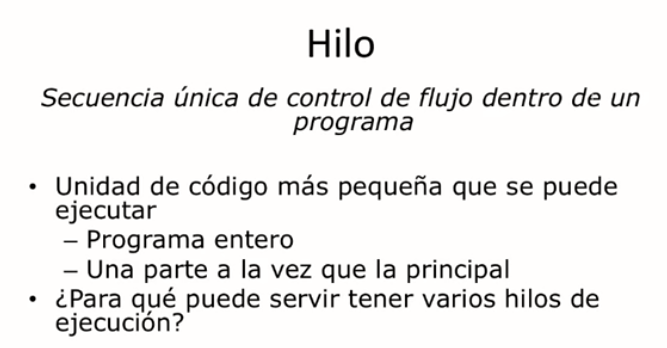 Hilo
Secuencia única de control de flujo dentro de un
programa
• Unidad de código más pequeña que se puede
ejecutar
– Programa entero
– Una parte a la vez que la principal
• ¿Para qué puede servir tener varios hilos de
ejecución?